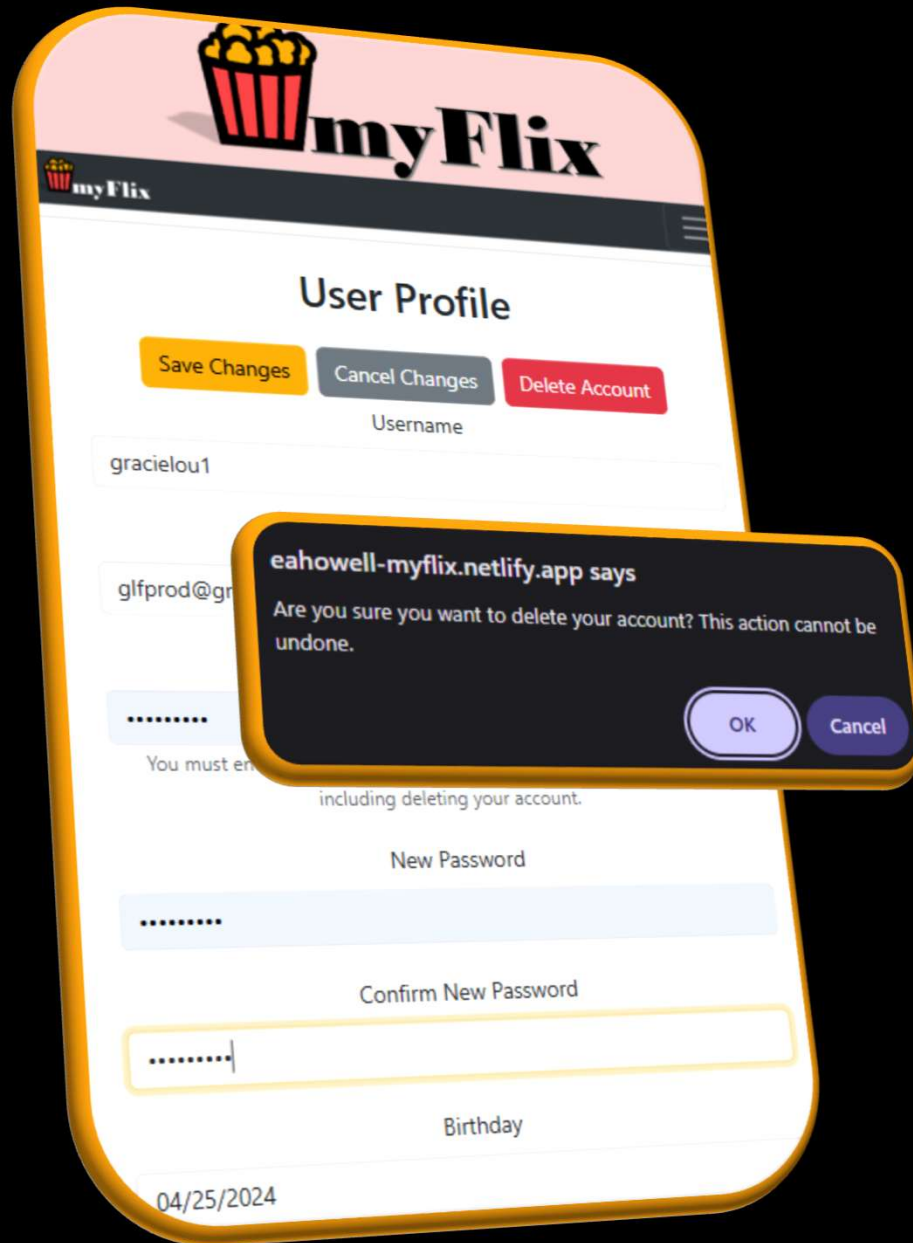 myFlix
myFlix
User Profile
Save Changes Cancel Changes Delete Account
Username
gracielou1
eahowell-myflix.netlify.app says
Are you sure you want to delete your account? This action cannot be
undone.
OK Cancel
glfprod@gr
•••••••••
You must en
including deleting your account.
New Password
•••••••••
Confirm New Password
•••••••••
Birthday
04/25/2024